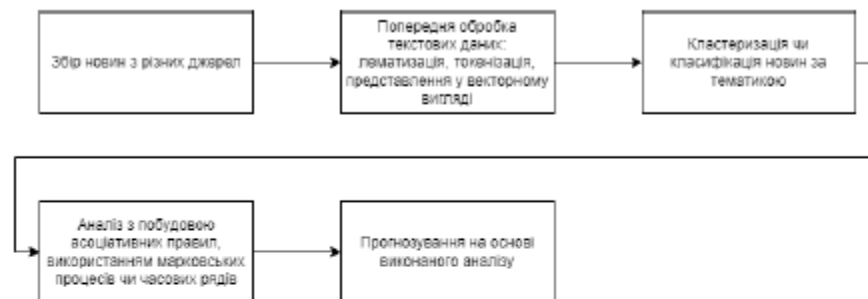 Збір новин з різних джерел
Попередня обробка
текстових даних:
лематизація, токенізація,
представлення у векторному
вигляді
Кластеризація чи
класифікація новин за
тематикою
Аналіз з побудовою
асоціативних правил,
використанням марковських
процесів чи часових рядів
Прогнозування на основі
виконаного аналізу